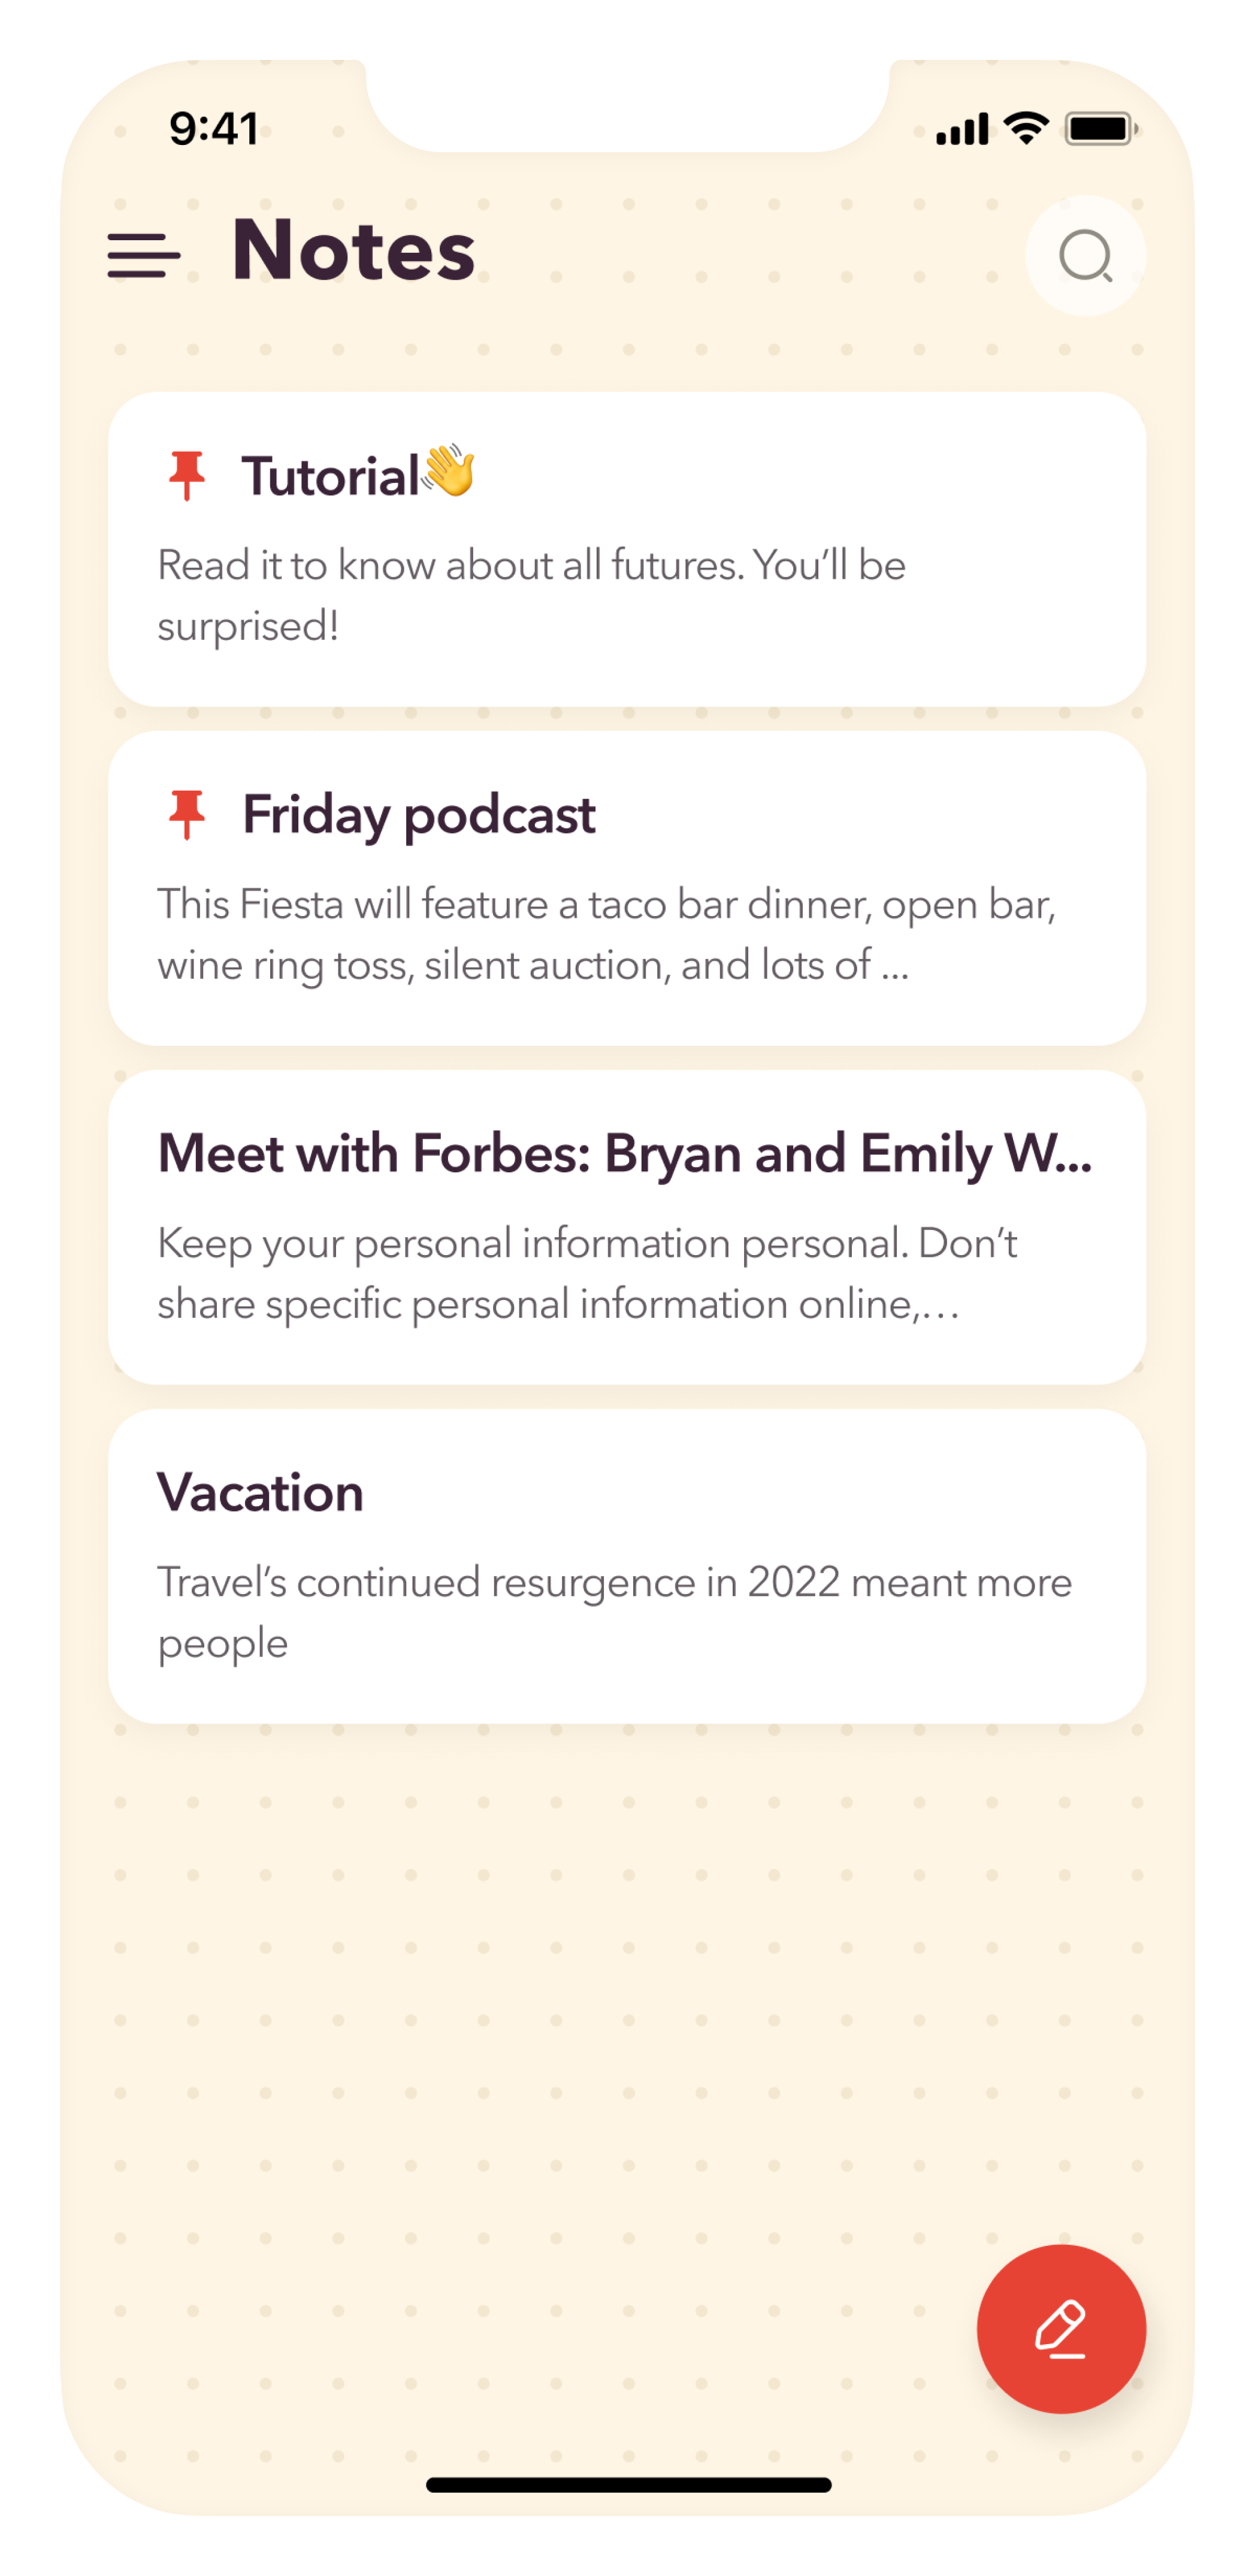 9:41
Notes
Tutorial👋
Read it to know about all futures. You’ll be
surprised!
Friday podcast
This Fiesta will feature a taco bar dinner, open bar,
wine ring toss, silent auction, and lots of ...
Meet with Forbes: Bryan and Emily W...
Keep your personal information personal. Don’t
share specific personal information online,...
Vacation
Travel’s continued resurgence in 2022 meant more
people